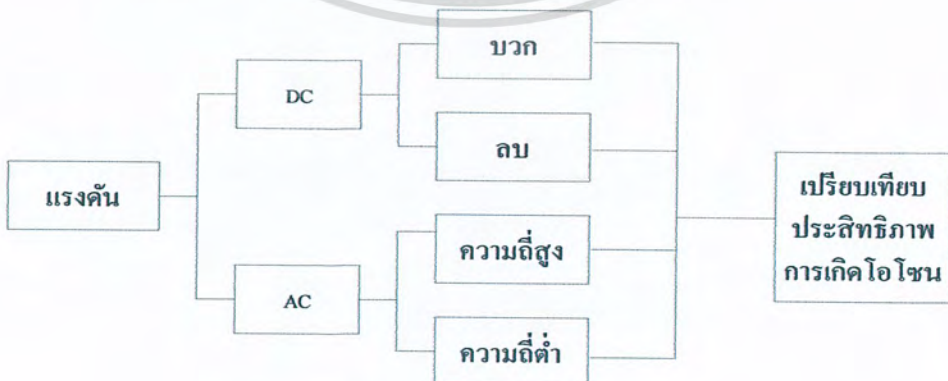 บวก
DC
ลบ
แรงดัน
เปรียบเทียบ
ประสิทธิภาพ
การเกิดโอโซน
ความถี่สูง
AC
ความถี่ต่ำ